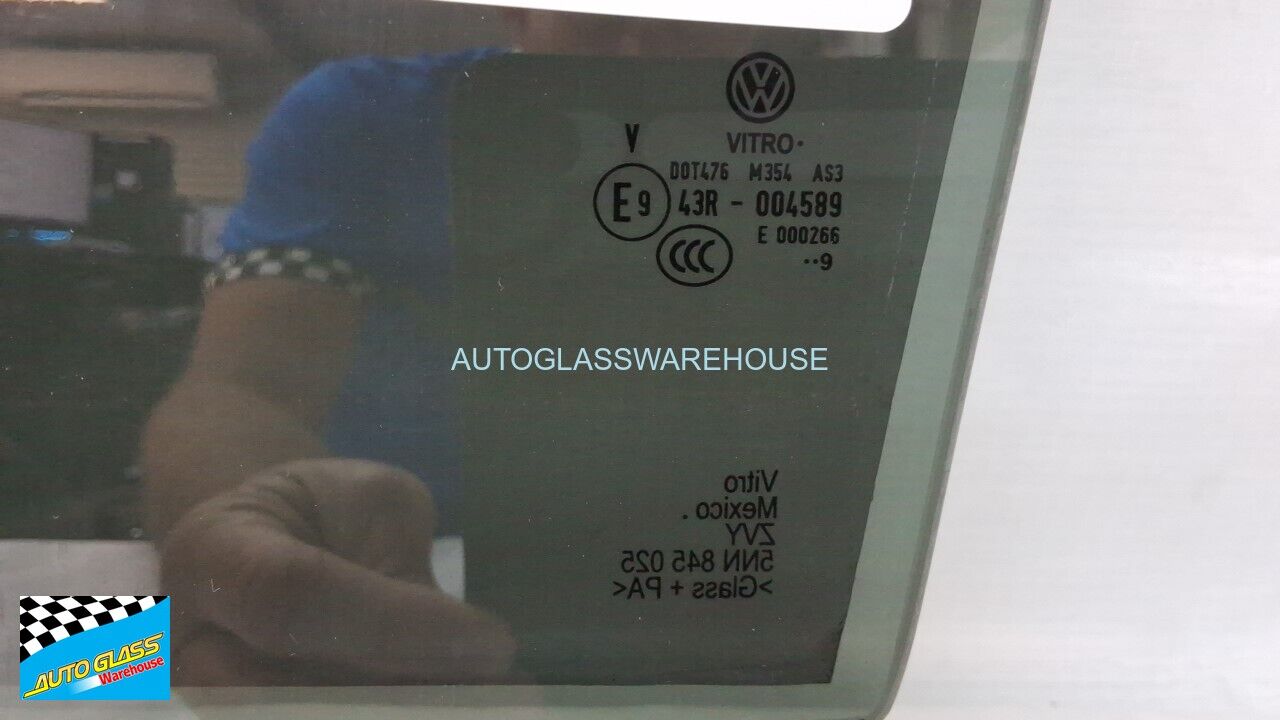 VITRO·
V
DOT476 M354 AS3
E9 43R - 004589
E 000266
CCC
··9
AUTOGLASSWAREHOUSE
Vitro
Mexico .
ZVY
5NN 845 025
>Glass + PA<
AUTO GLASS
Warehouse